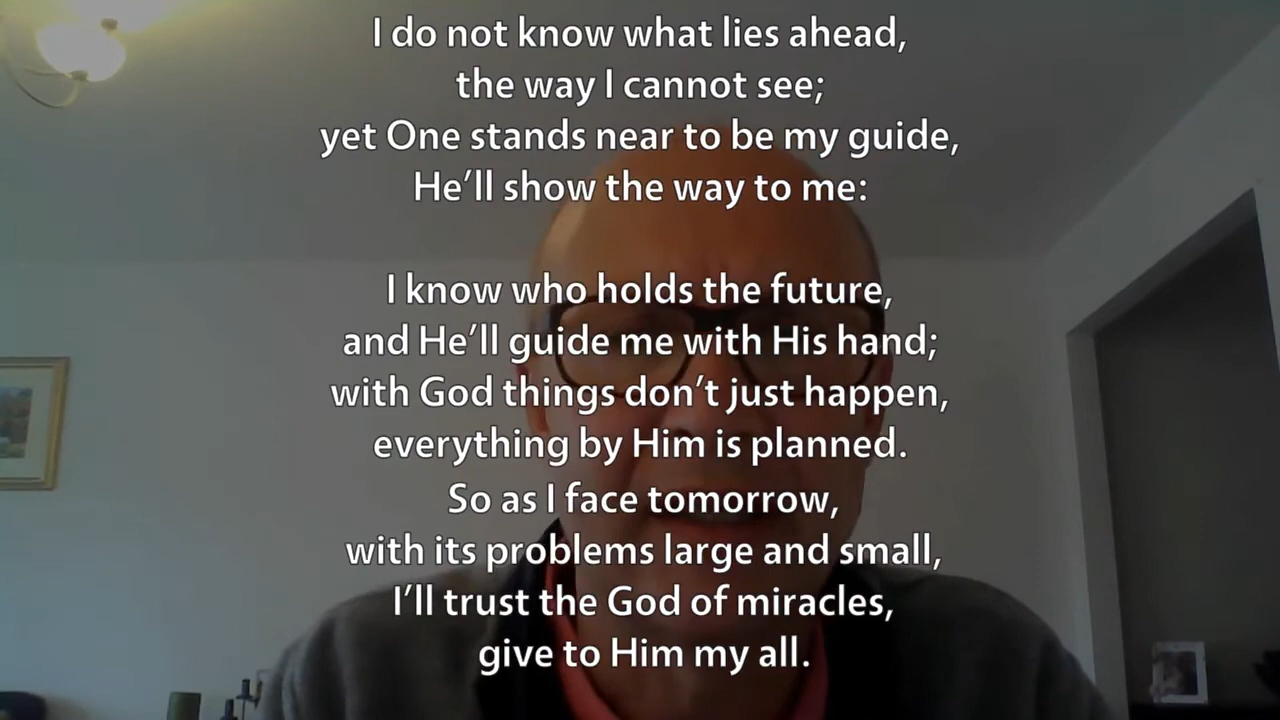 I do not know what lies ahead,
the way I cannot see;
yet One stands near to be my guide,
He’ll show the way to me:
I know who holds the future,
and He’ll guide me with His hand;
with God things don’t just happen,
everything by Him is planned.
So as I face tomorrow,
with its problems large and small,
I’ll trust the God of miracles,
give to Him my all.